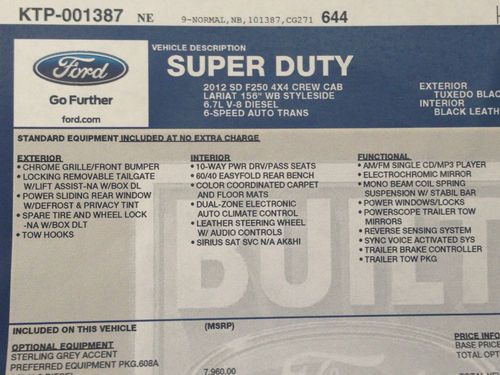 KTP-001387 NE 9-NORMAL,NB,101387,CG271 644
Ford
Go Further
ford.com
VEHICLE DESCRIPTION
SUPER DUTY
2012 SD F250 4X4 CREW CAB
LARIAT 156" WB STYLESIDE
6.7L V-8 DIESEL
6-SPEED AUTO TRANS
EXTERIOR
TUXEDO BLAC
INTERIOR
BLACK LEATH
STANDARD EQUIPMENT INCLUDED AT NO EXTRA CHARGE
EXTERIOR
• CHROME GRILLE/FRONT BUMPER
• LOCKING REMOVABLE TAILGATE
W/LIFT ASSIST-NA W/BOX DL
• POWER SLIDING REAR WINDOW
W/DEFROST & PRIVACY TINT
• SPARE TIRE AND WHEEL LOCK
-NA W/BOX DLT
• TOW HOOKS
INTERIOR
• 10-WAY PWR DRV/PASS SEATS
• 60/40 EASYFOLD REAR BENCH
• COLOR COORDINATED CARPET
AND FLOOR MATS
• DUAL-ZONE ELECTRONIC
AUTO CLIMATE CONTROL
• LEATHER STEERING WHEEL
W/ AUDIO CONTROLS
• SIRIUS SAT SVC N/A AK&HI
FUNCTIONAL
• AM/FM SINGLE CD/MP3 PLAYER
• ELECTROCHROMIC MIRROR
• MONO BEAM COIL SPRING
SUSPENSION W/ STABIL BAR
• POWER WINDOWS/LOCKS
• POWERSCOPE TRAILER TOW
MIRRORS
• REVERSE SENSING SYSTEM
• SYNC VOICE ACTIVATED SYS
• TRAILER BRAKE CONTROLLER
• TRAILER TOW PKG
BUILT
INCLUDED ON THIS VEHICLE
(MSRP)
PRICE INFO
OPTIONAL EQUIPMENT
STERLING GREY ACCENT
PREFERRED EQUIPMENT PKG.608A
7,960.00
BASE PRICE
TOTAL OPT